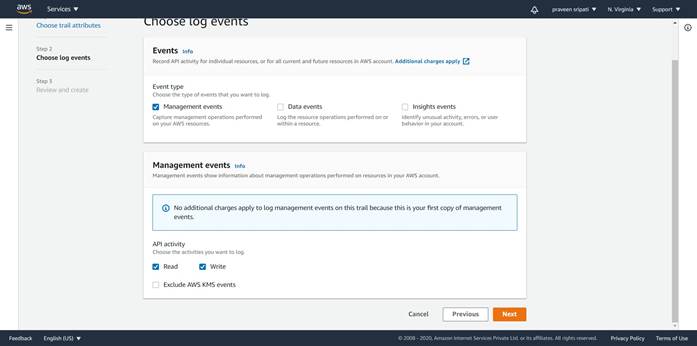 aws
Services
praveen sripati
N. Virginia
Support
Choose trail attributes
Step 2
Choose log events
Step 3
Review and create
Choose log events
Events Info
Record API activity for individual resources, or for all current and future resources in AWS account. Additional charges apply
Event type
Choose the type of events that you want to log.
Management events
Capture management operations performed
on your AWS resources.
Data events
Log the resource operations performed on or
within a resource.
Insights events
Identify unusual activity, errors, or user
behavior in your account.
Management events Info
Management events show information about management operations performed on resources in your AWS account.
No additional charges apply to log management events on this trail because this is your first copy of management
events.
API activity
Choose the activities you want to log.
Read
Write
Exclude AWS KMS events
Cancel
Previous
Next
Feedback
English (US)
© 2008 - 2020, Amazon Internet Services Private Ltd. or its affiliates. All rights reserved.
Privacy Policy
Terms of Use